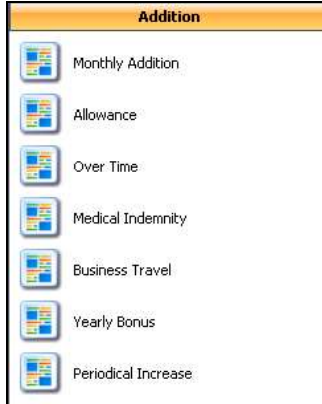 Addition
Monthly Addition
Allowance
Over Time
Medical Indemnity
Business Travel
Yearly Bonus
Periodical Increase